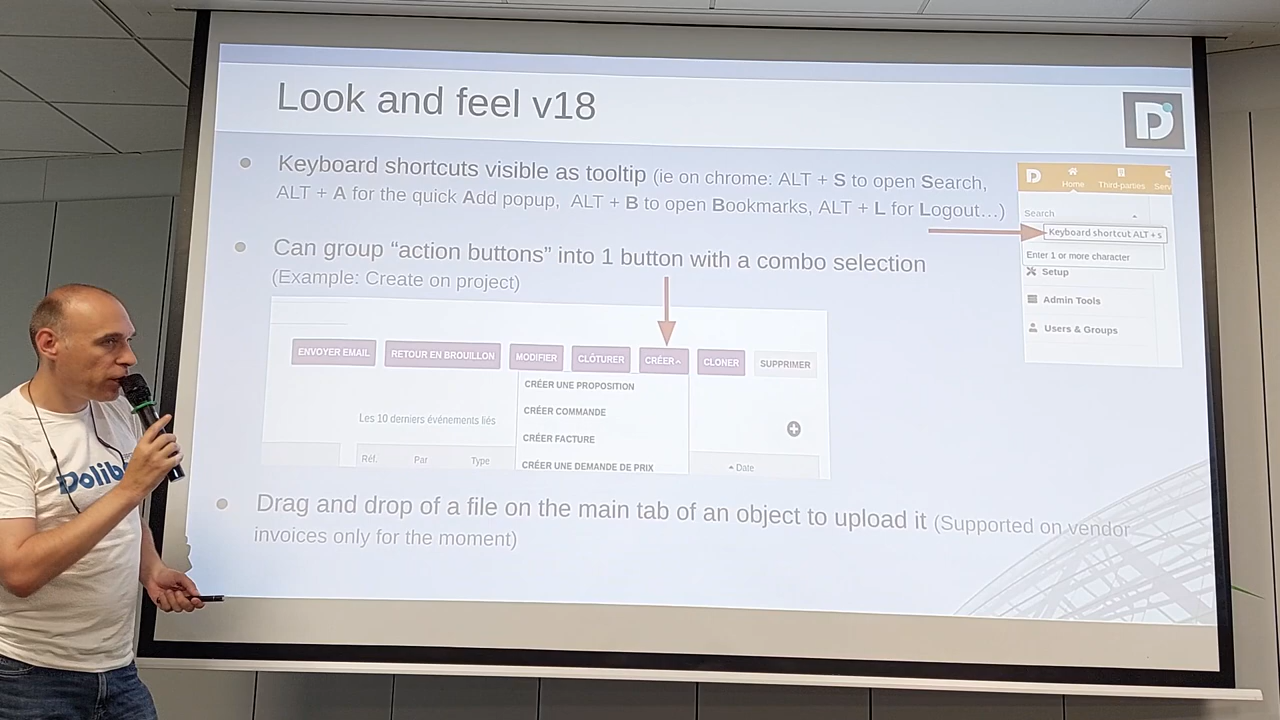 Look and feel v18
Keyboard shortcuts visible as tooltip (ie on chrome: ALT + S to open Search,
ALT + A for the quick Add popup, ALT + B to open Bookmarks, ALT + L for Logout…)
Can group “action buttons” into 1 button with a combo selection
(Example: Create on project)
ENVOYER EMAIL RETOUR EN BROUILLON MODIFIER CLÔTURER CRÉER CLONER SUPPRIMER
CRÉER UNE PROPOSITION
CRÉER COMMANDE
Les 10 derniers événements liés
CRÉER FACTURE
Réf. Par Type
CRÉER UNE DEMANDE DE PRIX
Date
Home Third-parties Serv
Search
Keyboard shortcut ALT + s
Enter 1 or more character
Setup
Admin Tools
Users & Groups
Drag and drop of a file on the main tab of an object to upload it (Supported on vendor
invoices only for the moment)
Dolib